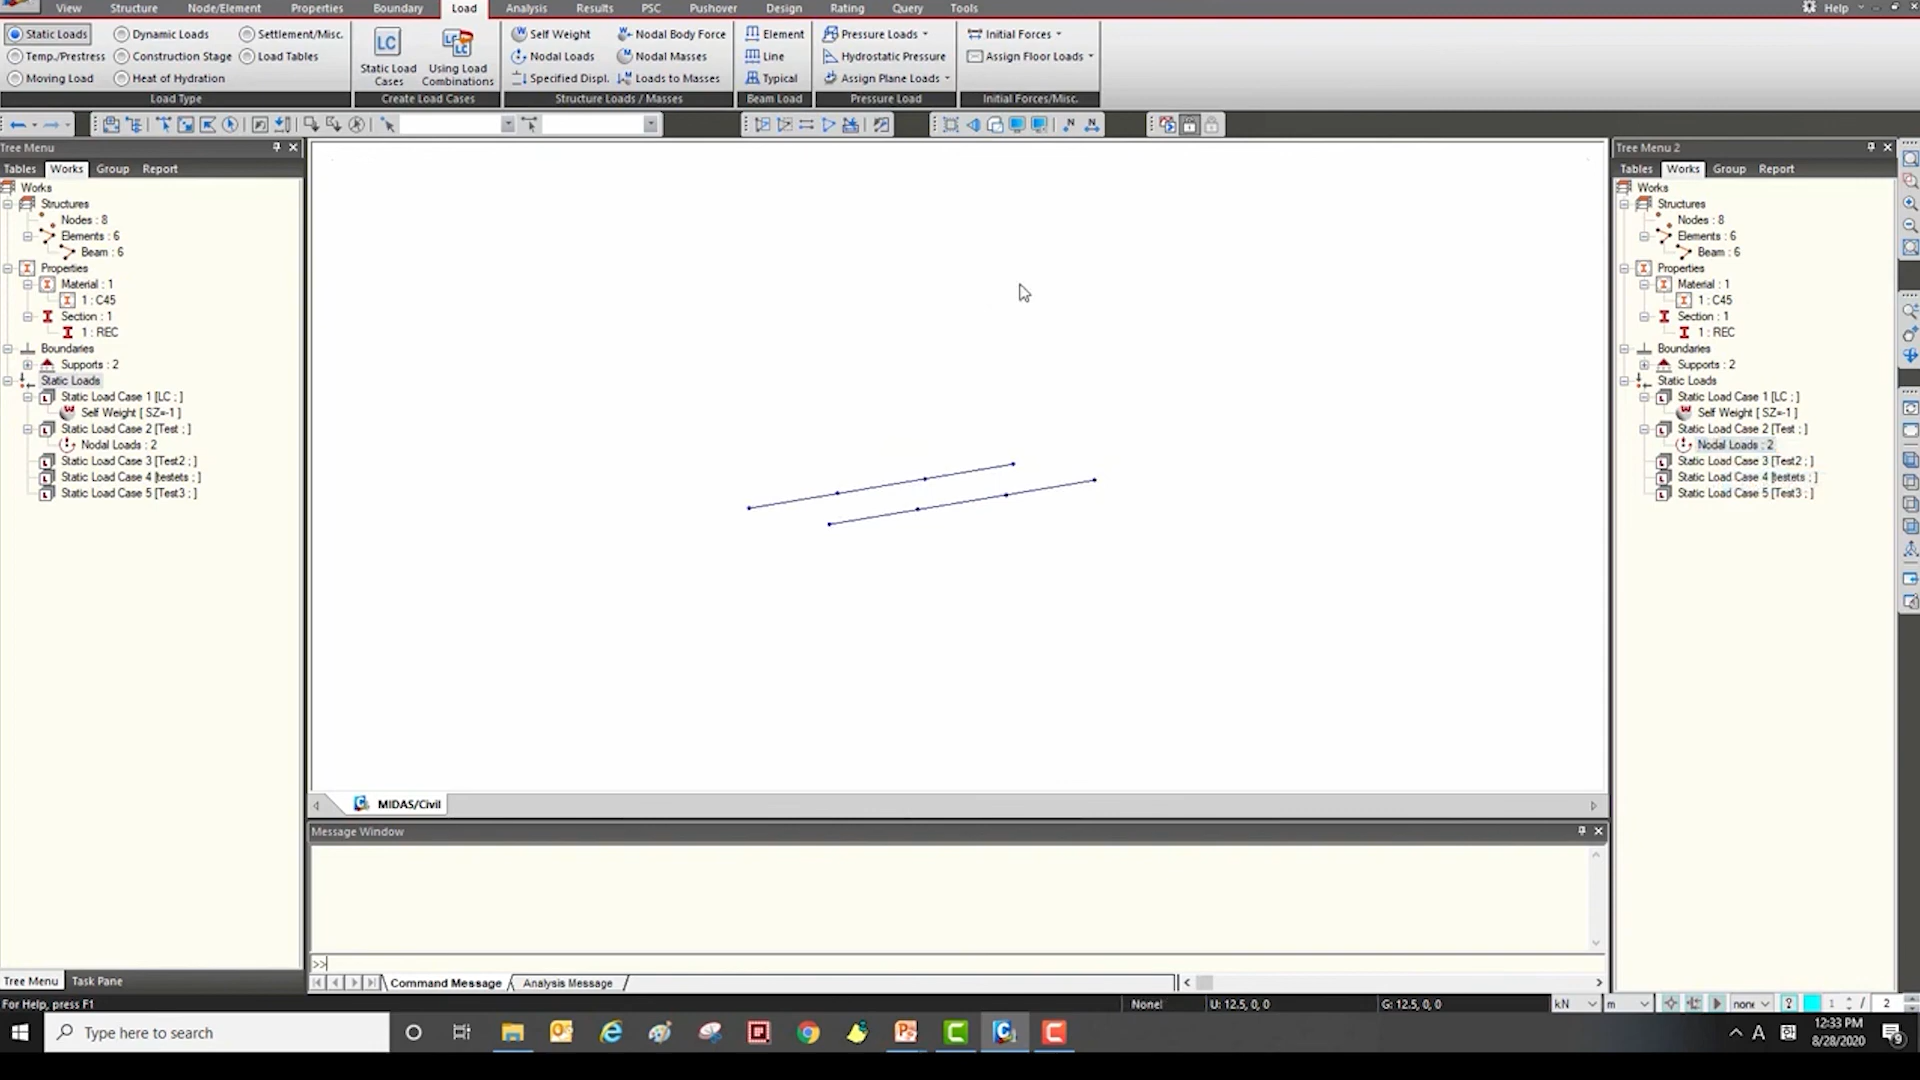 View Structure Node/Element Properties Boundary Load Analysis Results PSC Pushover Design Rating Query Tools Help
Static Loads Dynamic Loads Settlement/Misc.
Temp./Prestress Construction Stage Load Tables
Moving Load Heat of Hydration
Load Type
Static Load Cases
Using Load Combinations
Create Load Cases
Self Weight Nodal Body Force
Nodal Loads Nodal Masses
Specified Displ. Loads to Masses
Structure Loads / Masses
Element
Line
Typical
Beam Load
Pressure Loads
Hydrostatic Pressure
Assign Plane Loads
Pressure Load
Initial Forces
Assign Floor Loads
Initial Forces/Misc.
Tree Menu
Tables Works Group Report
Works
Structures
Nodes : 8
Elements : 6
Beam : 6
Properties
Material : 1
1 : C45
Section : 1
1 : REC
Boundaries
Supports : 2
Static Loads
Static Load Case 1 [LC ; ]
Self Weight [ SZ=-1 ]
Static Load Case 2 [Test ; ]
Nodal Loads : 2
Static Load Case 3 [Test2 ; ]
Static Load Case 4 [testets ; ]
Static Load Case 5 [Test3 ; ]
Tree Menu Task Pane
MIDAS/Civil
Message Window
>>
Command Message Analysis Message
Tree Menu 2
Tables Works Group Report
Works
Structures
Nodes : 8
Elements : 6
Beam : 6
Properties
Material : 1
1 : C45
Section : 1
1 : REC
Boundaries
Supports : 2
Static Loads
Static Load Case 1 [LC ; ]
Self Weight [ SZ=-1 ]
Static Load Case 2 [Test ; ]
Nodal Loads : 2
Static Load Case 3 [Test2 ; ]
Static Load Case 4 [testets ; ]
Static Load Case 5 [Test3 ; ]
For Help, press F1 None! U: 12.5, 0, 0 G: 12.5, 0, 0 kN m none ? 1 / 2
Type here to search
A
12:33 PM
8/28/2020
9